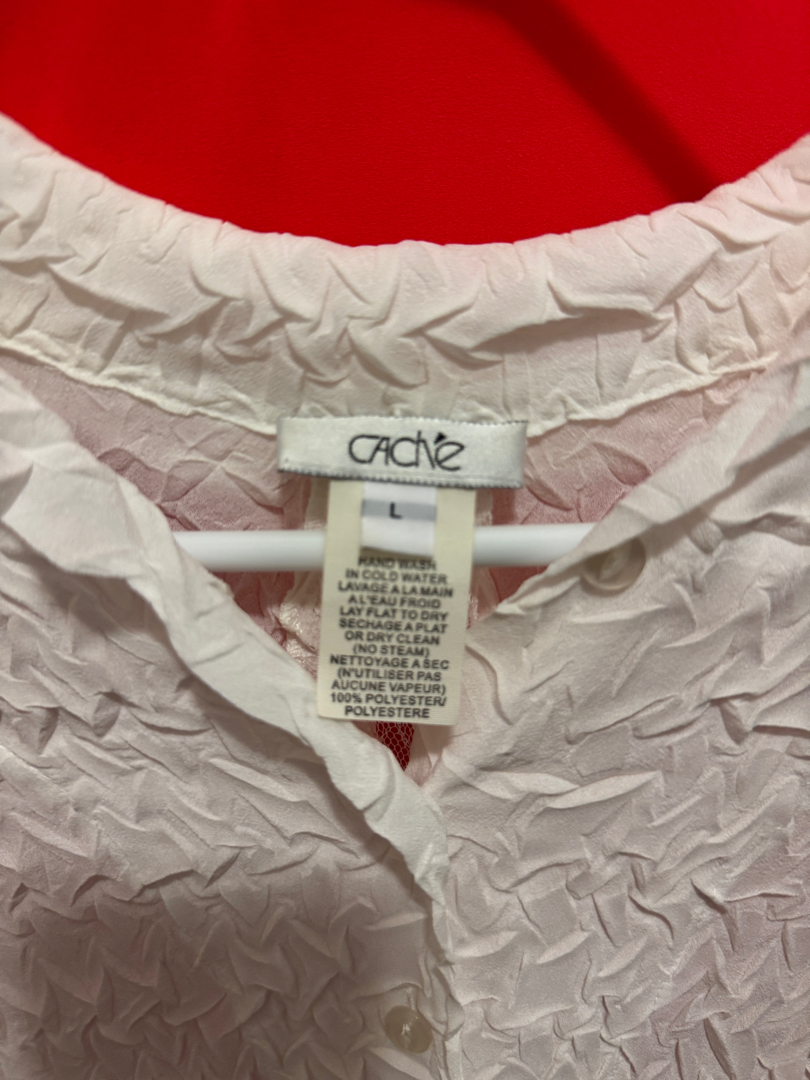 CAChé
L
HAND WASH
IN COLD WATER
LAVAGE A LA MAIN
A L'EAU FROID
LAY FLAT TO DRY
SECHAGE A PLAT
OR DRY CLEAN
(NO STEAM)
NETTOYAGE A SEC
(N'UTILISER PAS
AUCUNE VAPEUR)
100% POLYESTER/
POLYESTERE